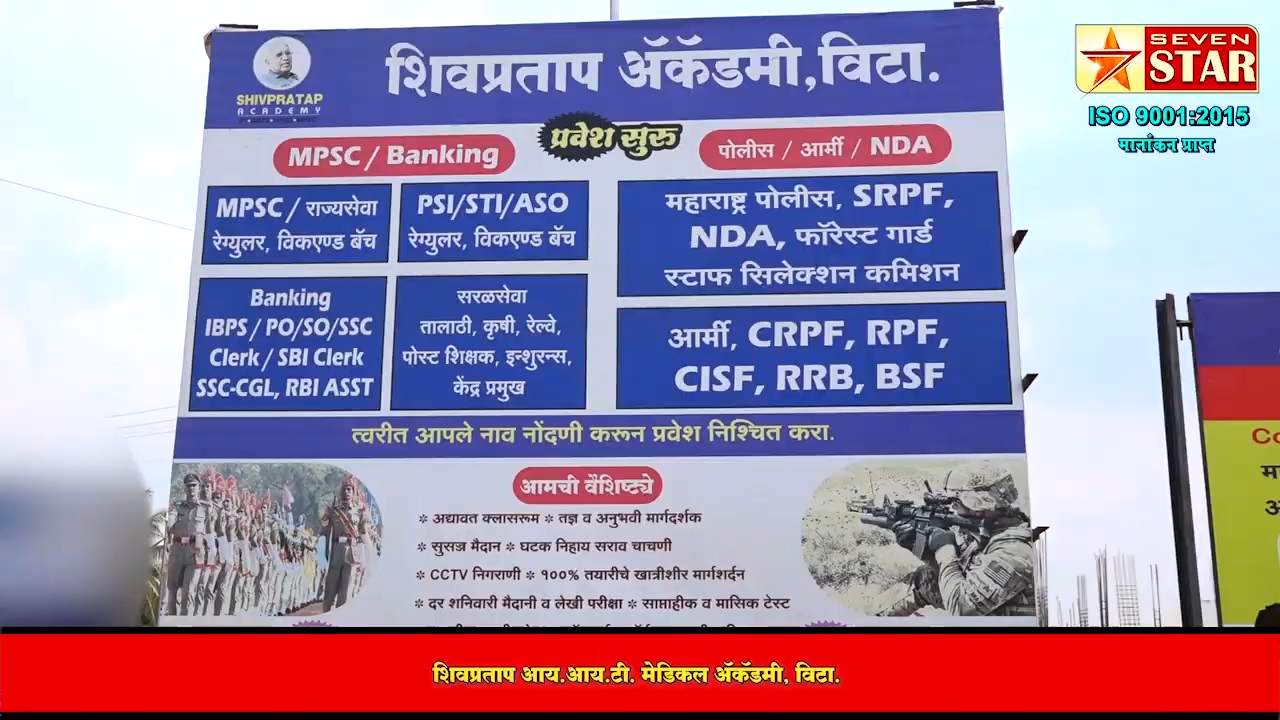 शिवप्रताप ॲकॅडमी,विटा.
SHIVPRATAP
ACADEMY
SEVEN
STAR
ISO 9001:2015
मानांकन प्राप्त
प्रवेश सुरू
MPSC / Banking
पोलीस / आर्मी / NDA
MPSC / राज्यसेवा
रेग्युलर, विकएण्ड बॅच
PSI/STI/ASO
रेग्युलर, विकएण्ड बॅच
महाराष्ट्र पोलीस, SRPF,
NDA, फॉरेस्ट गार्ड
स्टाफ सिलेक्शन कमिशन
Banking
IBPS / PO/SO/SSC
Clerk / SBI Clerk
SSC-CGL, RBI ASST
सरळसेवा
तालाठी, कृषी, रेल्वे,
पोस्ट शिक्षक, इन्शुरन्स,
केंद्र प्रमुख
आर्मी, CRPF, RPF,
CISF, RRB, BSF
त्वरीत आपले नाव नोंदणी करून प्रवेश निश्चित करा.
आमची वैशिष्ट्ये
* अद्यावत क्लासरूम * तज्ञ व अनुभवी मार्गदर्शक
* सुसज्ज मैदान * घटक निहाय सराव चाचणी
* CCTV निगराणी * १००% तयारीचे खात्रीशीर मार्गशर्दन
* दर शनिवारी मैदानी व लेखी परीक्षा * साप्ताहीक व मासिक टेस्ट
शिवप्रताप आय.आय.टी. मेडिकल ॲकॅडमी, विटा.